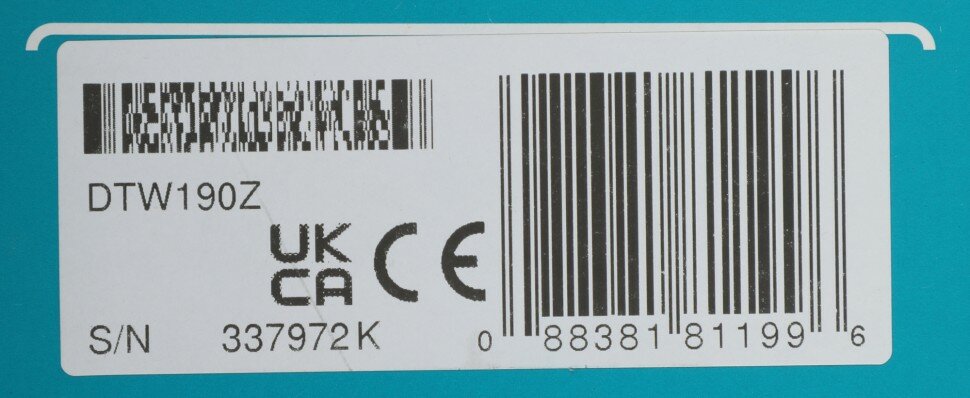 DTW190Z
UK
CA CE
S/N 337972K
0 88381 81199 6